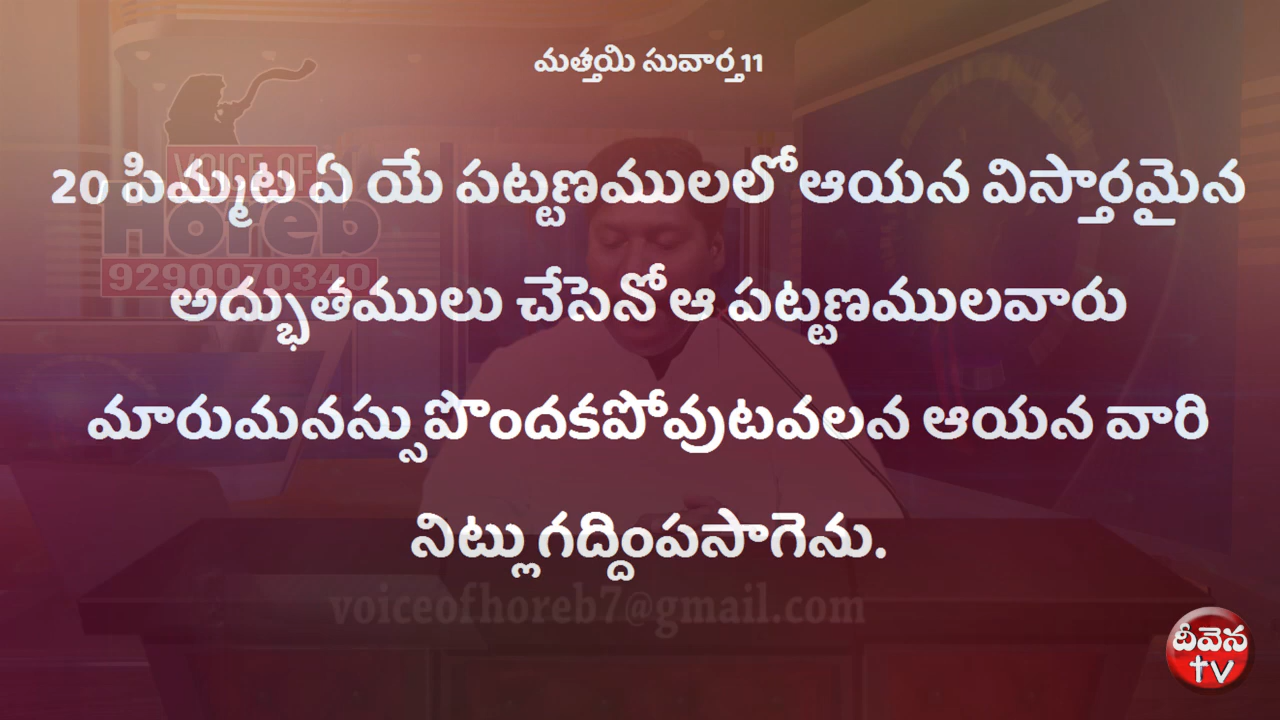 మత్తయి సువార్త11
VOICE OF
Horeb
9290070340
20 పిమ్మట ఏ యే పట్టణములలో ఆయన విస్తారమైన
అద్భుతములు చేసెనో ఆ పట్టణములవారు
మారుమనస్సుపొందకపోవుటవలన ఆయన వారి
నిట్లు గద్దింపసాగెను.
voiceofhoreb7@gmail.com
దీవెన
tv